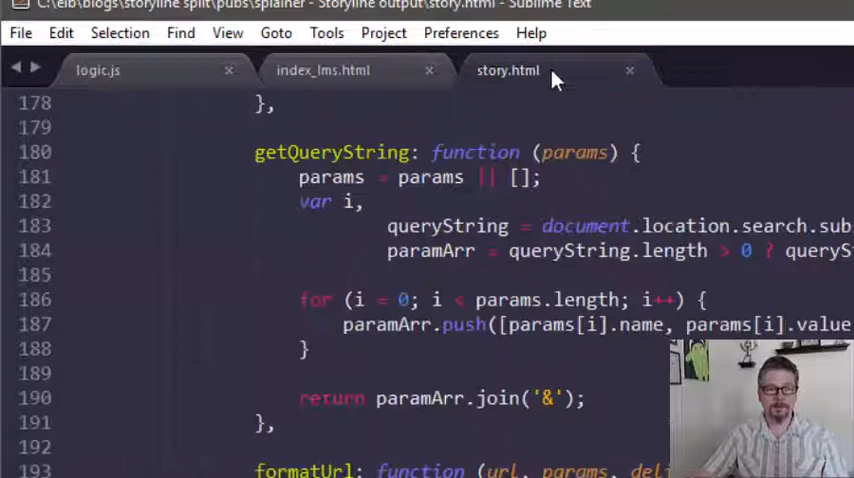 C:\elb\blogs\storyline split\pubs\splainer - Storyline output\story.html - Sublime Text
File Edit Selection Find View Goto Tools Project Preferences Help
logic.js × index_lms.html × story.html ×
178 },
179
180 getQueryString: function (params) {
181 params = params || [];
182 var i,
183 queryString = document.location.search.sub
184 paramArr = queryString.length > 0 ? queryS
185
186 for (i = 0; i < params.length; i++) {
187 paramArr.push([params[i].name, params[i].value
188 }
189
190 return paramArr.join('&');
191 },
192
193 formatUrl: function (url, params, deli